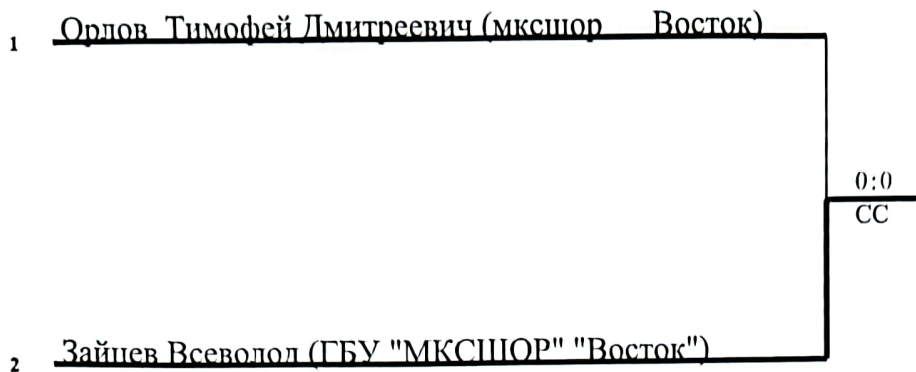 1 Орлов Тимофей Дмитреевич (мксшор Восток)
0:0
СС
2 Зайцев Всеволод (ГБУ "МКСШОР" "Восток")